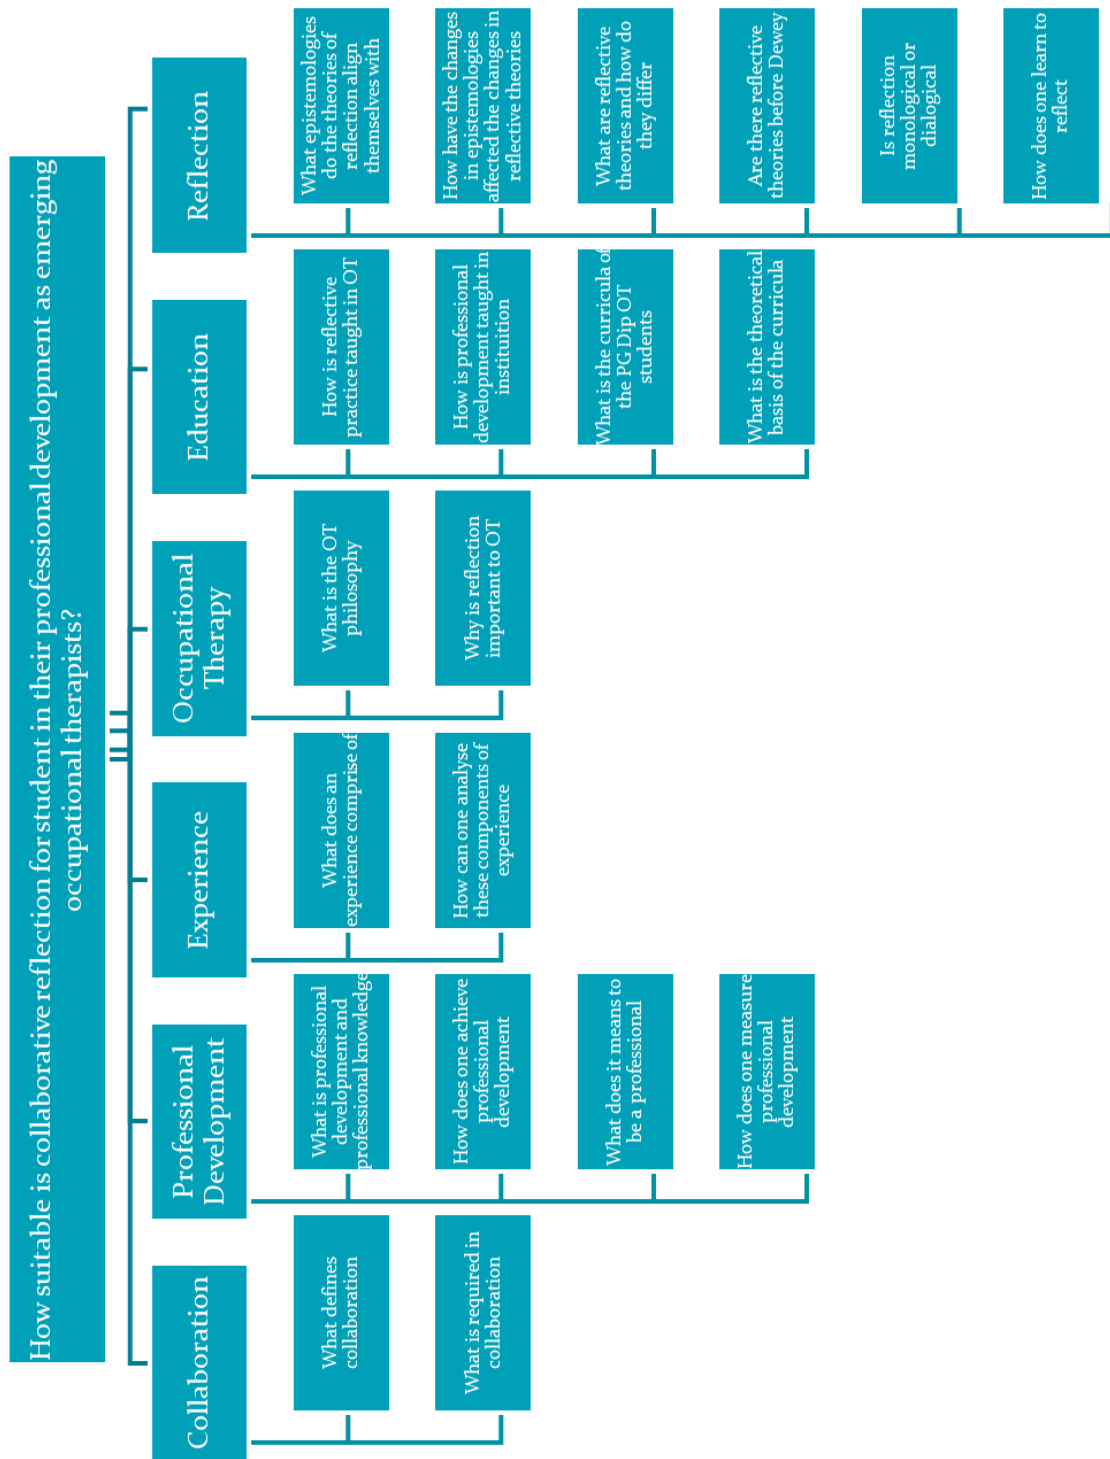 How suitable is collaborative reflection for student in their professional development as emerging
occupational therapists?
Collaboration
What defines
collaboration
What is required in
collaboration
Professional
Development
What is professional
development and
professional knowledge
How does one achieve
professional
development
What does it means to
be a professional
How does one measure
professional
development
Experience
What does an
experience comprise of
How can one analyse
these components of
experience
Occupational
Therapy
What is the OT
philosophy
Why is reflection
important to OT
Education
How is reflective
practice taught in OT
How is professional
development taught in
instituition
What is the curricula of
the PG Dip OT
students
What is the theoretical
basis of the curricula
Reflection
What epistemologies
do the theories of
reflection align
themselves with
How have the changes
in epistemologies
affected the changes in
reflective theories
What are reflective
theories and how do
they differ
Are there reflective
theories before Dewey
Is reflection
monological or
dialogical
How does one learn to
reflect